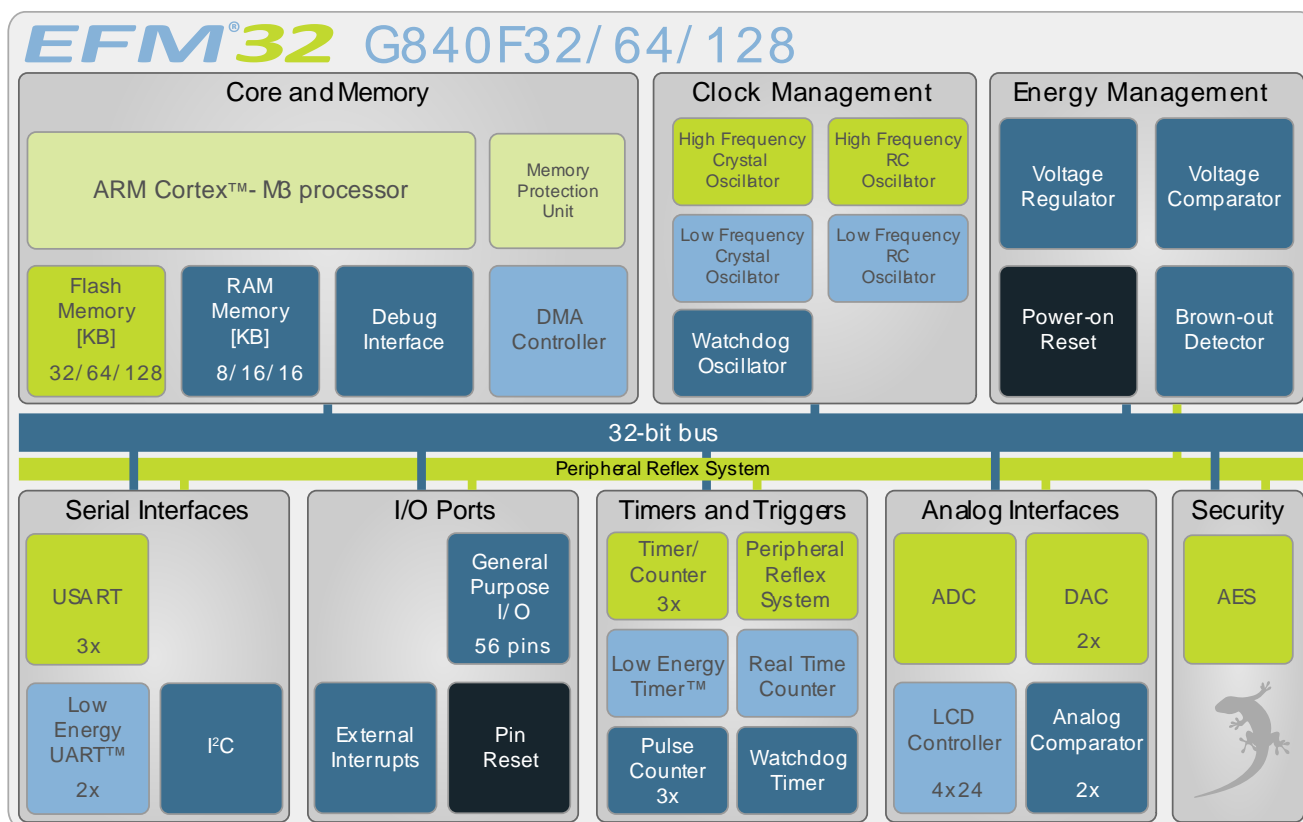 EFM®32 G840F32/64/128
Core and Memory
ARM Cortex™-M3 processor
Memory
Protection
Unit
Flash
Memory
[KB]
32/64/128
RAM
Memory
[KB]
8/16/16
Debug
Interface
DMA
Controller
Clock Management
High Frequency
Crystal
Oscillator
High Frequency
RC
Oscillator
Low Frequency
Crystal
Oscillator
Low Frequency
RC
Oscillator
Watchdog
Oscillator
Energy Management
Voltage
Regulator
Voltage
Comparator
Power-on
Reset
Brown-out
Detector
32-bit bus
Peripheral Reflex System
Serial Interfaces
USART
3x
Low
Energy
UART™
2x
I²C
I/O Ports
General
Purpose
I/O
56 pins
External
Interrupts
Pin
Reset
Timers and Triggers
Timer/
Counter
3x
Peripheral
Reflex
System
Low Energy
Timer™
Real Time
Counter
Pulse
Counter
3x
Watchdog
Timer
Analog Interfaces
ADC
DAC
2x
LCD
Controller
4x24
Analog
Comparator
2x
Security
AES